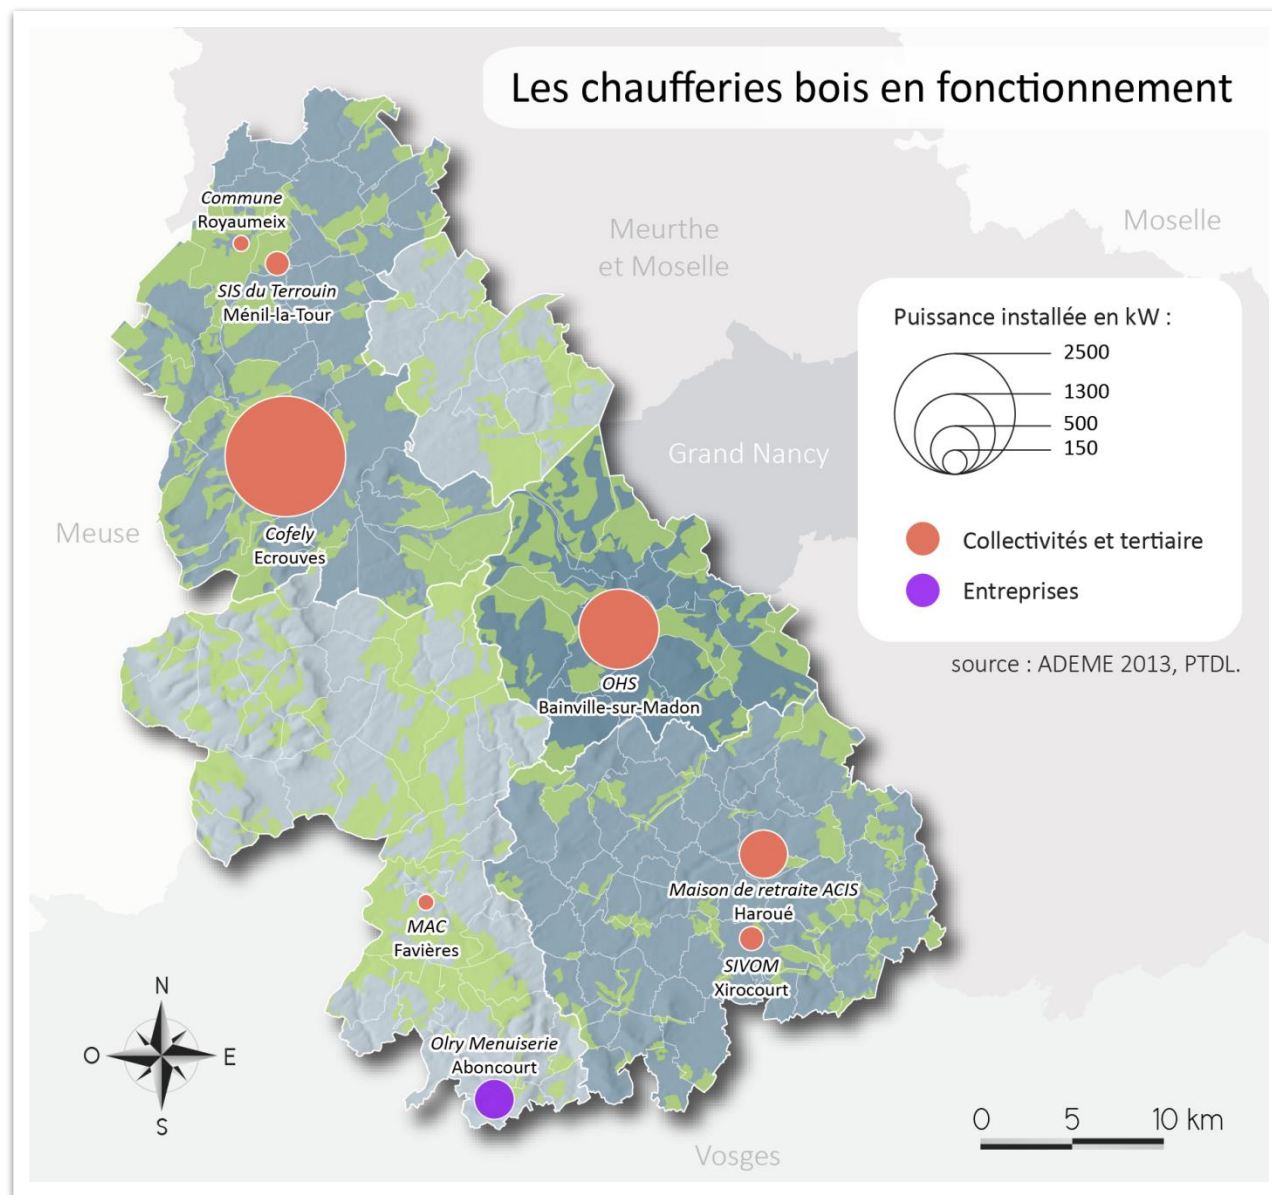 Les chaufferies bois en fonctionnement
Commune
Royaumeix
SIS du Terrouin
Ménil-la-Tour
Meurthe
et Moselle
Moselle
Puissance installée en kW :
2500
1300
500
150
Collectivités et tertiaire
Entreprises
source : ADEME 2013, PTDL.
Grand Nancy
Meuse
Cofely
Ecrouves
OHS
Bainville-sur-Madon
Maison de retraite ACIS
Haroué
MAC
Favières
SIVOM
Xirocourt
Olry Menuiserie
Aboncourt
N
O
E
S
Vosges
0 5 10 km